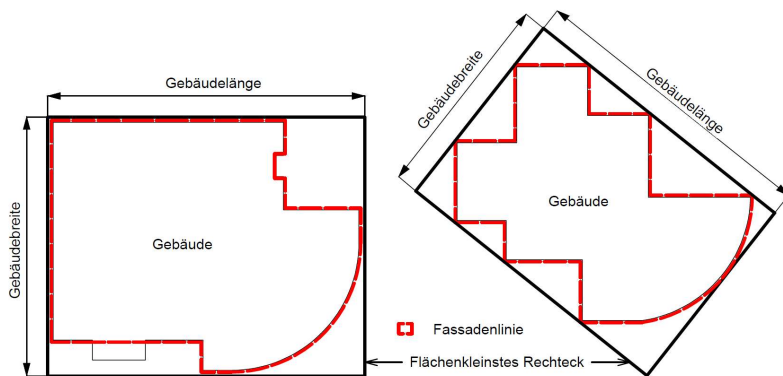 Gebäudelänge
Gebäudebreite
Gebäude
Gebäudebreite
Gebäudelänge
Gebäude
Fassadenlinie
Flächenkleinstes Rechteck